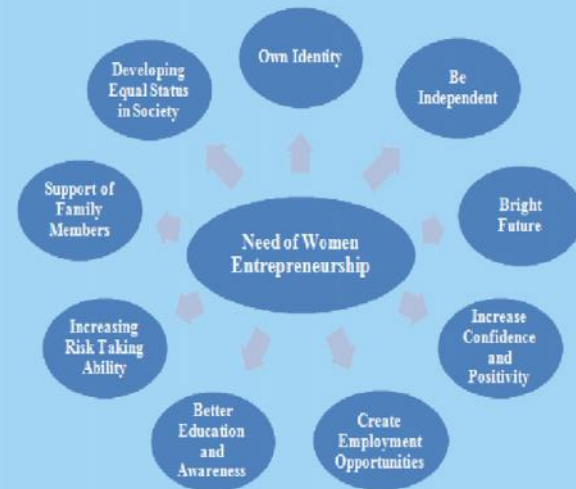 Own Identity
Be
Independent
Bright
Future
Increase
Confidence
and
Positivity
Create
Employment
Opportunities
Better
Education
and
Awareness
Increasing
Risk Taking
Ability
Support of
Family
Members
Developing
Equal Status
in Society
Need of Women
Entrepreneurship